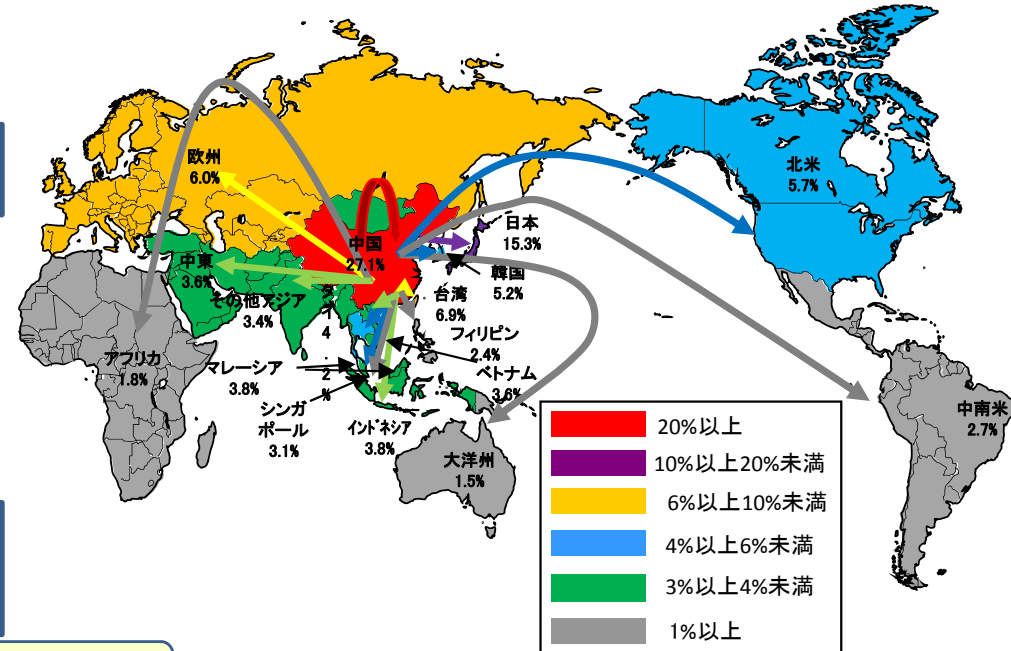 欧州
6.0%
北米
5.7%
日本
15.3%
中国
27.1%
韓国
5.2%
中東
3.6%
その他アジア
3.4%
タイ4
2
%
台湾
6.9%
フィリピン
2.4%
ベトナム
3.6%
アフリカ
1.8%
マレーシア
3.8%
シンガ
ポール
3.1%
インドネシア
3.8%
大洋州
1.5%
中南米
2.7%
20%以上
10%以上20%未満
6%以上10%未満
4%以上6%未満
3%以上4%未満
1%以上